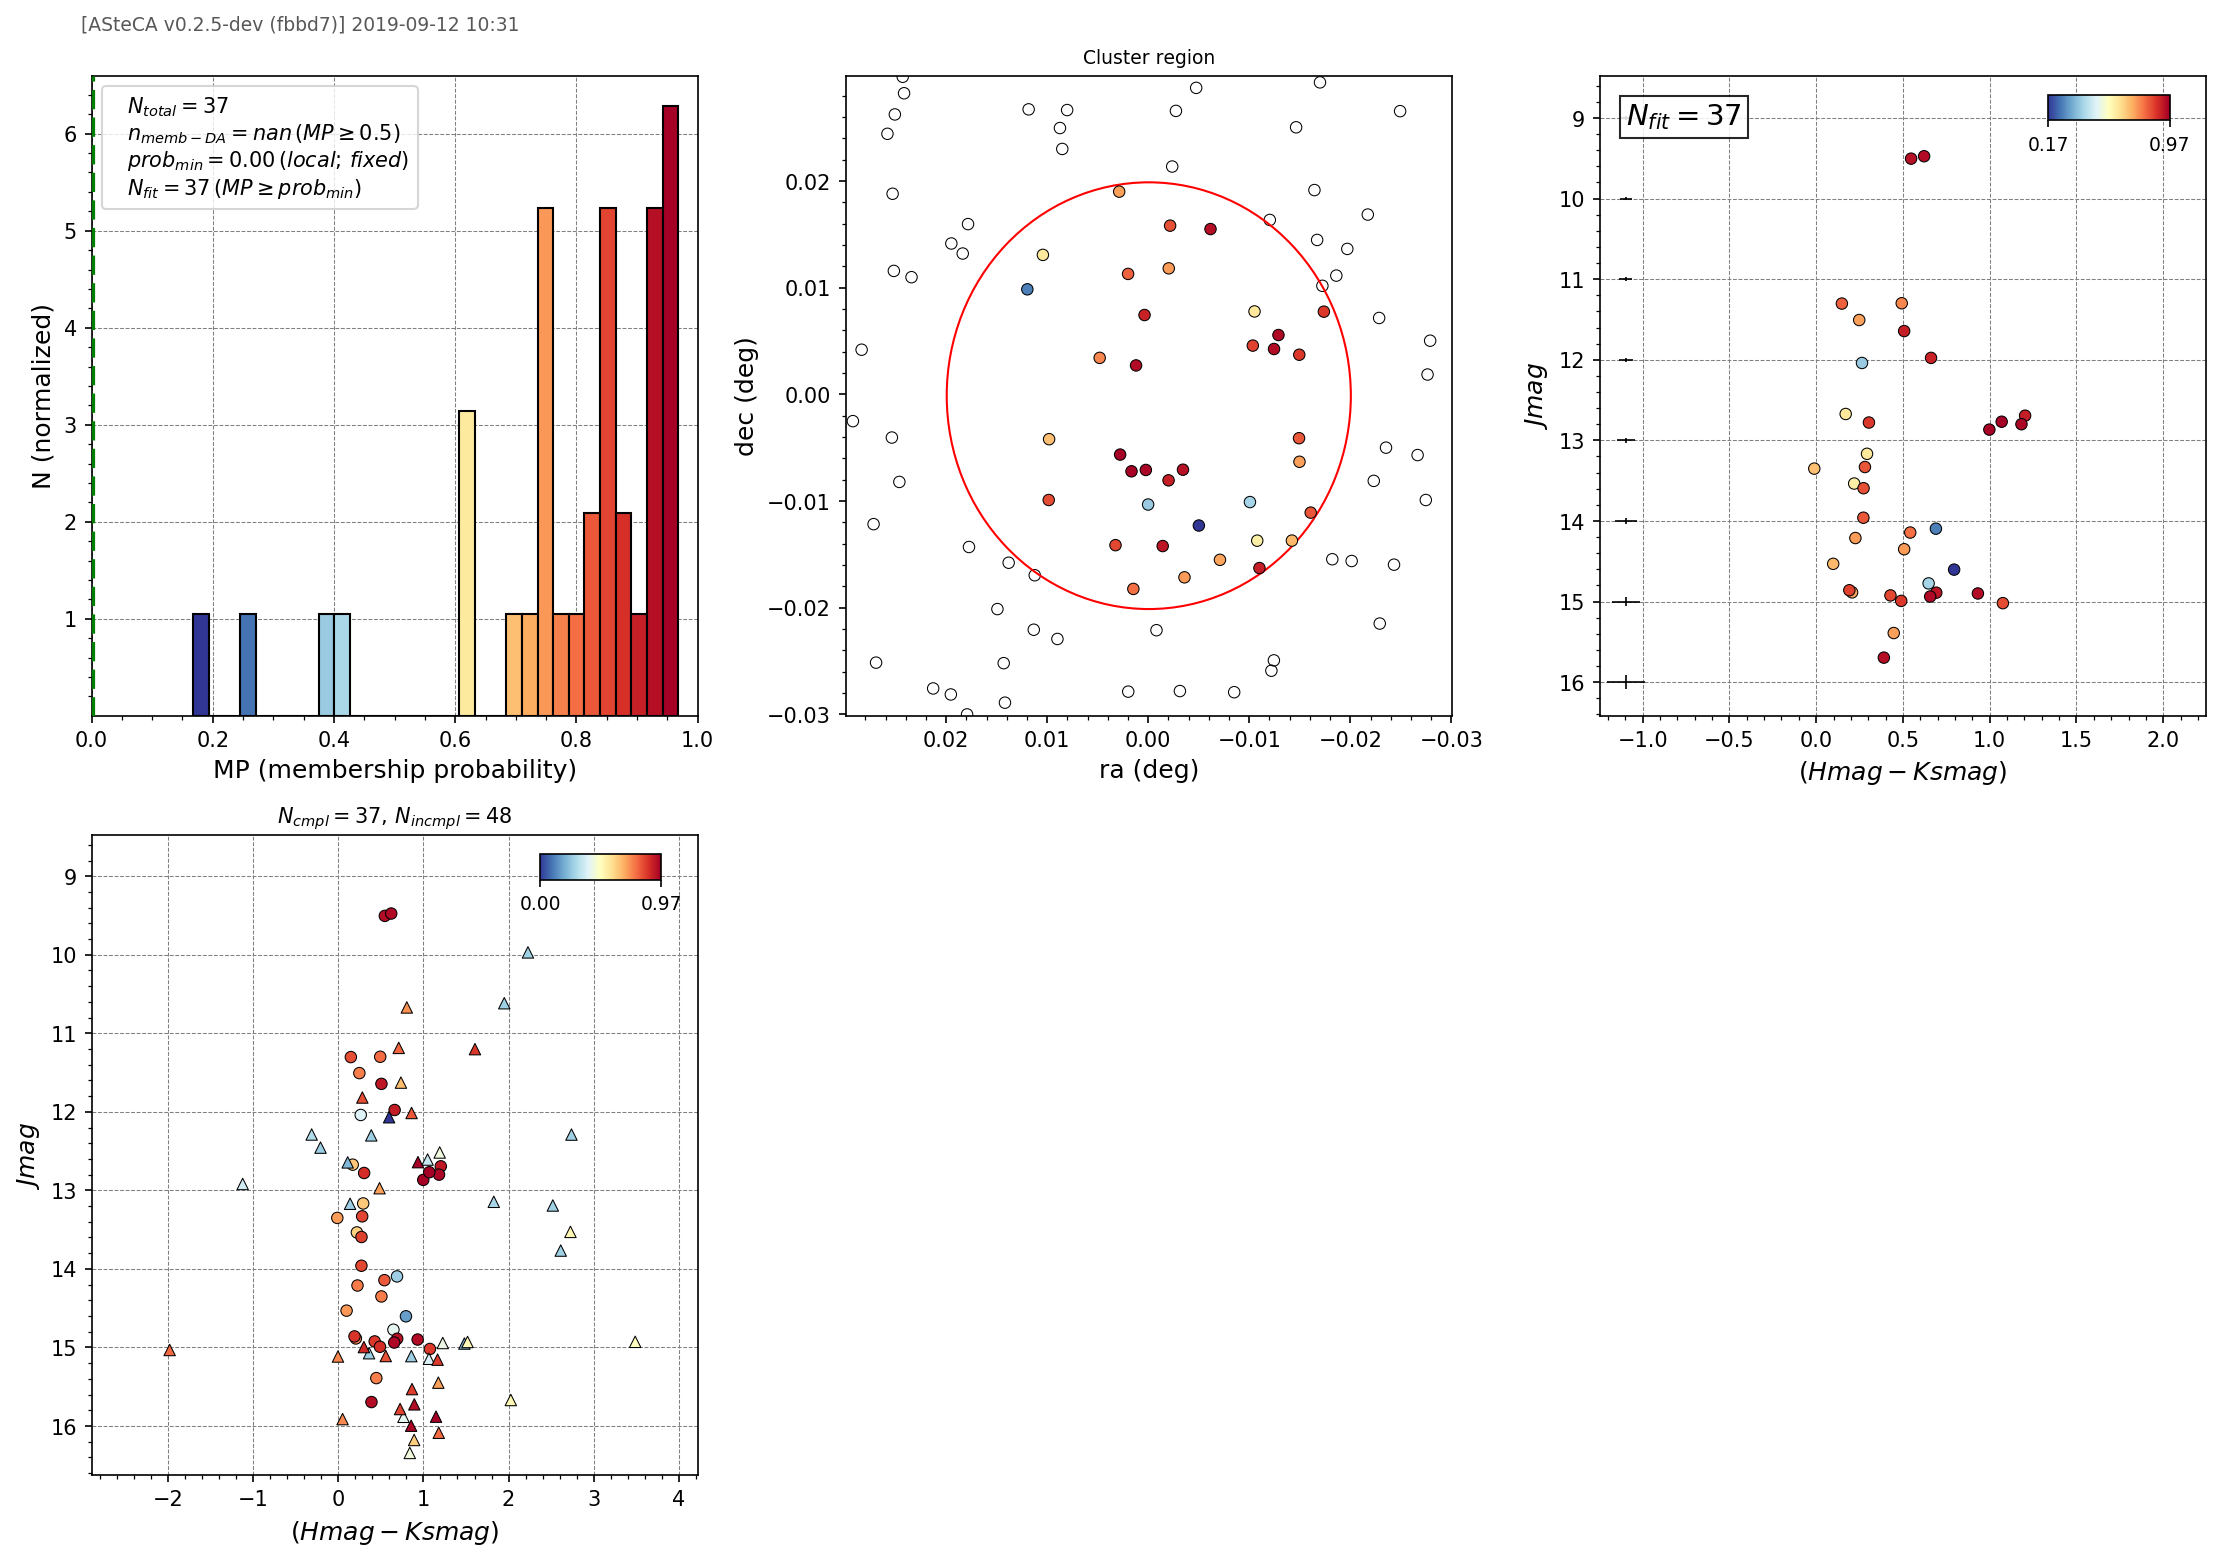 [ASteCA v0.2.5-dev (fbbd7)] 2019-09-12 10:31
N_total = 37
n_memb-DA = nan (MP ≥ 0.5)
prob_min = 0.00 (local; fixed)
N_fit = 37 (MP ≥ prob_min)
6
5
4
3
2
1
N (normalized)
0.0 0.2 0.4 0.6 0.8 1.0
MP (membership probability)
Cluster region
0.02
0.01
0.00
−0.01
−0.02
−0.03
dec (deg)
0.02 0.01 0.00 −0.01 −0.02 −0.03
ra (deg)
N_fit = 37
0.17 0.97
9
10
11
12
13
14
15
16
Jmag
−1.0 −0.5 0.0 0.5 1.0 1.5 2.0
(Hmag − Ksmag)
N_cmpl = 37, N_incmpl = 48
0.00 0.97
9
10
11
12
13
14
15
16
Jmag
−2 −1 0 1 2 3 4
(Hmag − Ksmag)